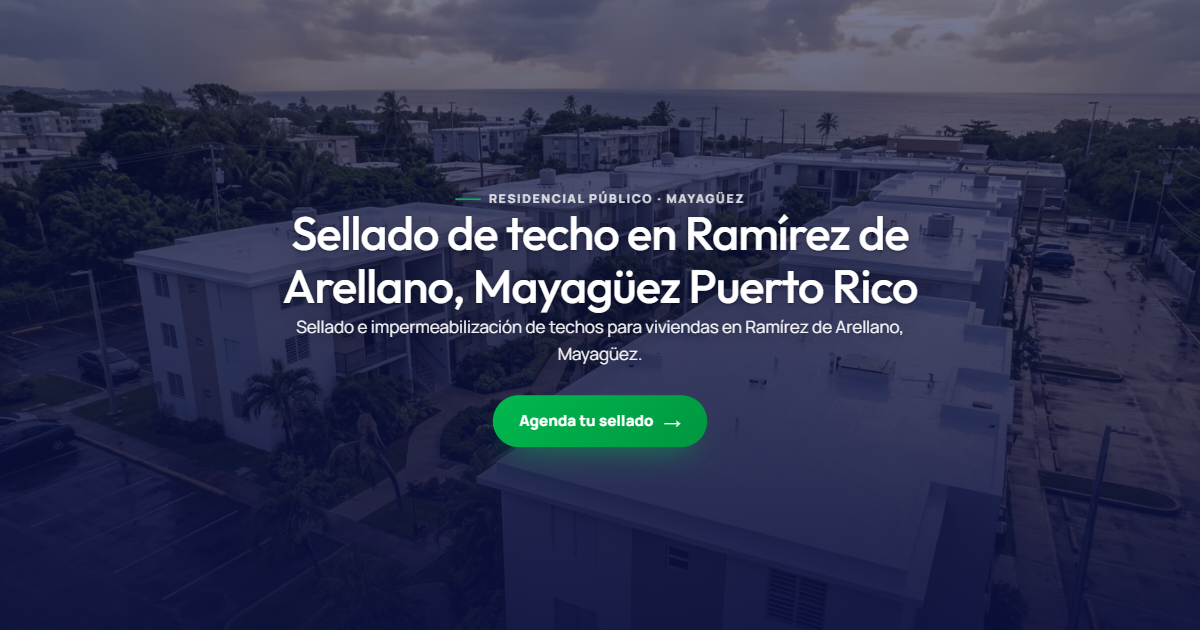 RESIDENCIAL PÚBLICO · MAYAGÜEZ
Sellado de techo en Ramírez de
Arellano, Mayagüez Puerto Rico
Sellado e impermeabilización de techos para viviendas en Ramírez de Arellano,
Mayagüez.
Agenda tu sellado →